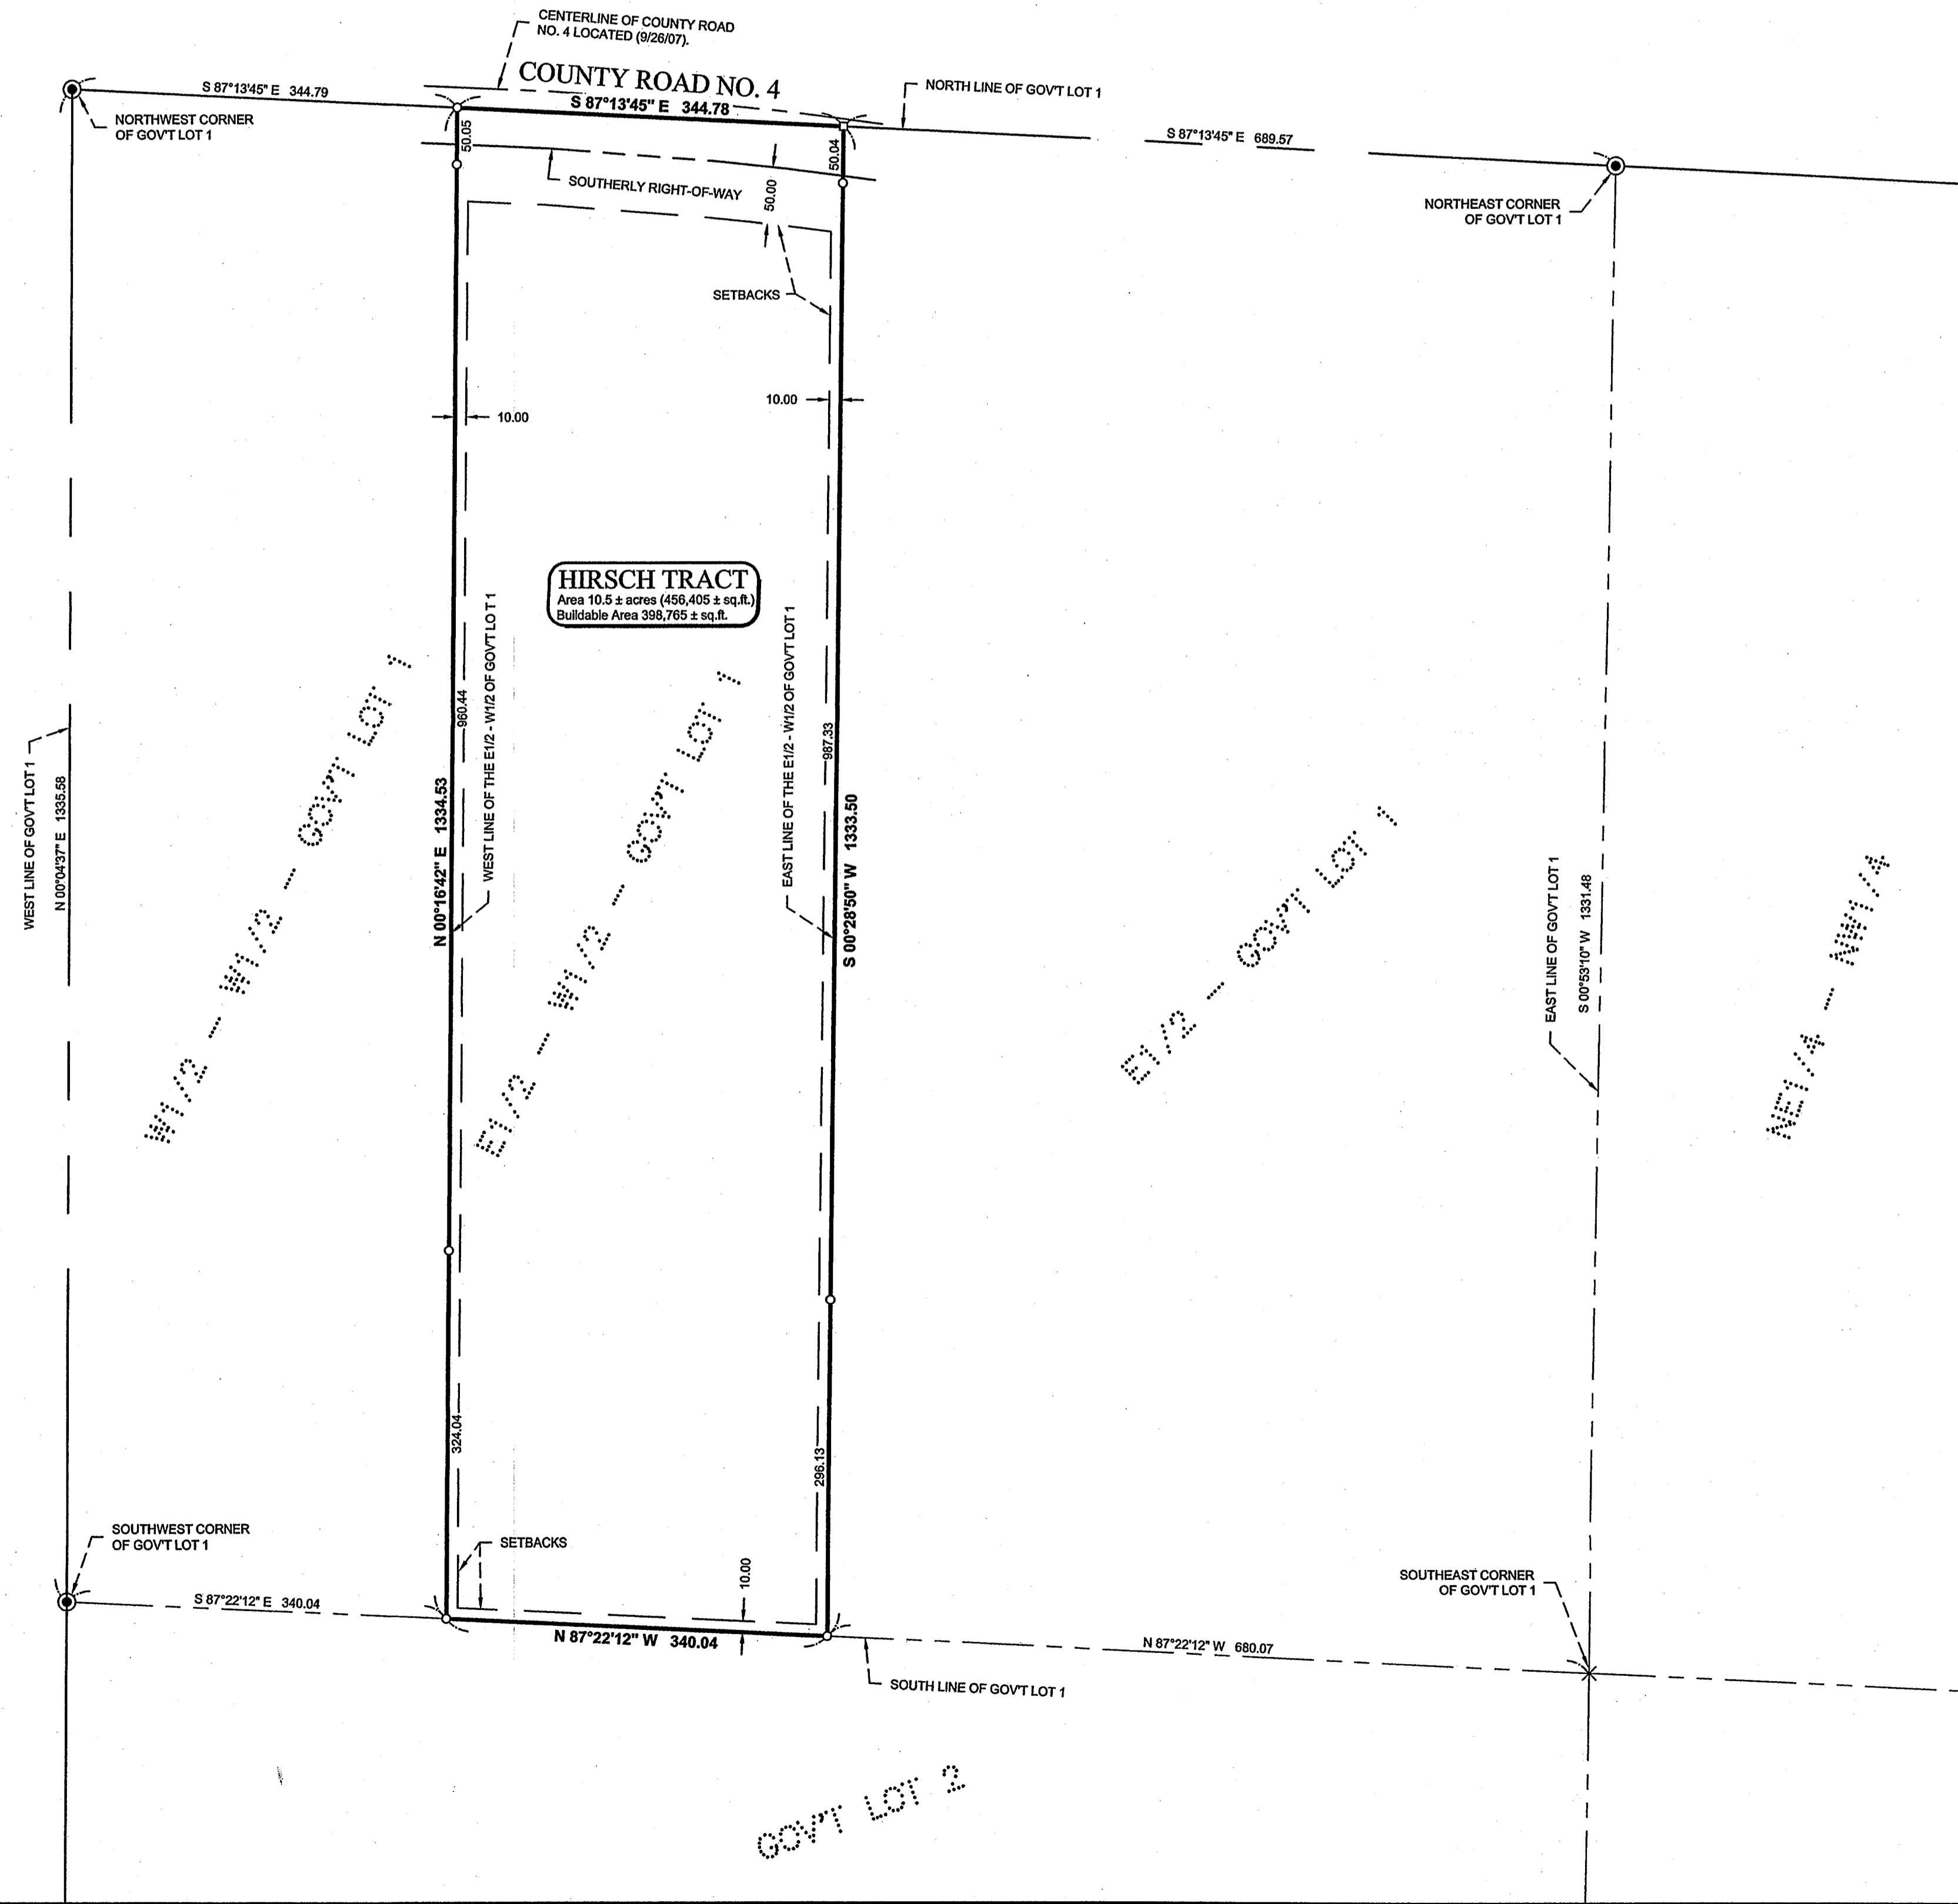 CENTERLINE OF COUNTY ROAD
NO. 4 LOCATED (9/26/07).
COUNTY ROAD NO. 4
S 87°13'45" E 344.79
S 87°13'45" E 344.78
NORTH LINE OF GOV'T LOT 1
S 87°13'45" E 689.57
NORTHWEST CORNER
OF GOV'T LOT 1
50.05
50.04
SOUTHERLY RIGHT-OF-WAY
50.00
NORTHEAST CORNER
OF GOV'T LOT 1
SETBACKS
10.00
10.00
HIRSCH TRACT
Area 10.5 ± acres (456,405 ± sq.ft.)
Buildable Area 398,765 ± sq.ft.
WEST LINE OF GOV'T LOT 1
N 00°04'37" E 1335.58
W1/2 - W1/2 - GOV'T LOT 1
N 00°16'42" E 1334.53
960.44
WEST LINE OF THE E1/2 - W1/2 OF GOV'T LOT 1
E1/2 - W1/2 - GOV'T LOT 1
EAST LINE OF THE E1/2 - W1/2 OF GOV'T LOT 1
987.33
S 00°28'50" W 1333.50
E1/2 - GOV'T LOT 1
EAST LINE OF GOV'T LOT 1
S 00°53'10" W 1331.48
NE1/4 - NW1/4
324.04
296.13
SOUTHWEST CORNER
OF GOV'T LOT 1
SETBACKS
10.00
SOUTHEAST CORNER
OF GOV'T LOT 1
S 87°22'12" E 340.04
N 87°22'12" W 340.04
N 87°22'12" W 680.07
SOUTH LINE OF GOV'T LOT 1
GOV'T LOT 2